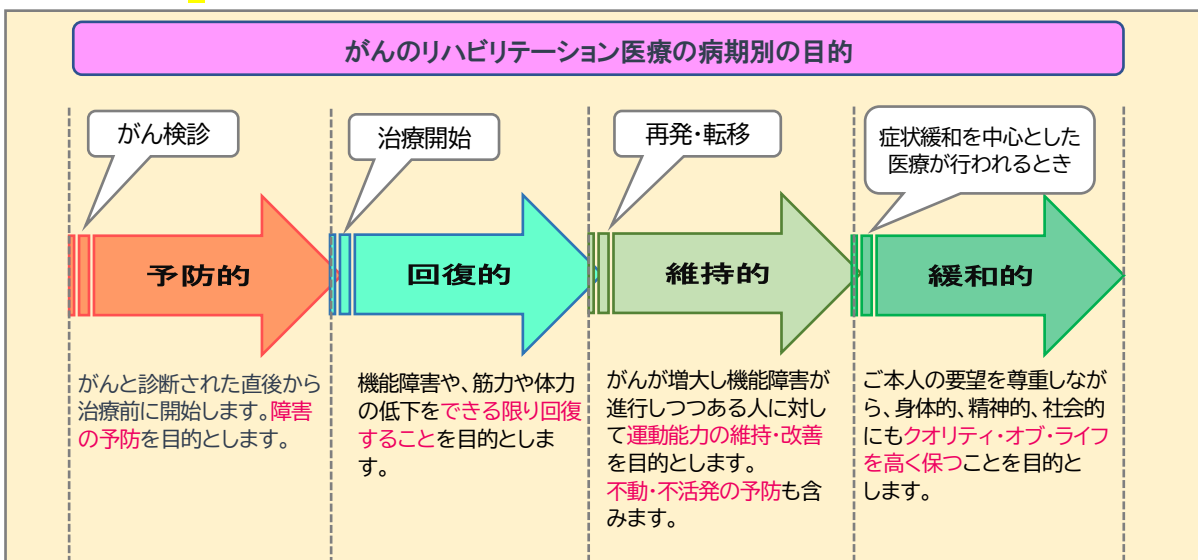 がんのリハビリテーション医療の病期別の目的
がん検診
治療開始
再発・転移
症状緩和を中心とした
医療が行われるとき
予防的
回復的
維持的
緩和的
がんと診断された直後から
治療前に開始します。障害
の予防を目的とします。
機能障害や、筋力や体力
の低下をできる限り回復
することを目的としま
す。
がんが増大し機能障害が
進行しつつある人に対し
て運動能力の維持・改善
を目的とします。
不動・不活発の予防も含
みます。
ご本人の要望を尊重しなが
ら、身体的、精神的、社会的
にもクオリティ・オブ・ライフ
を高く保つことを目的と
します。